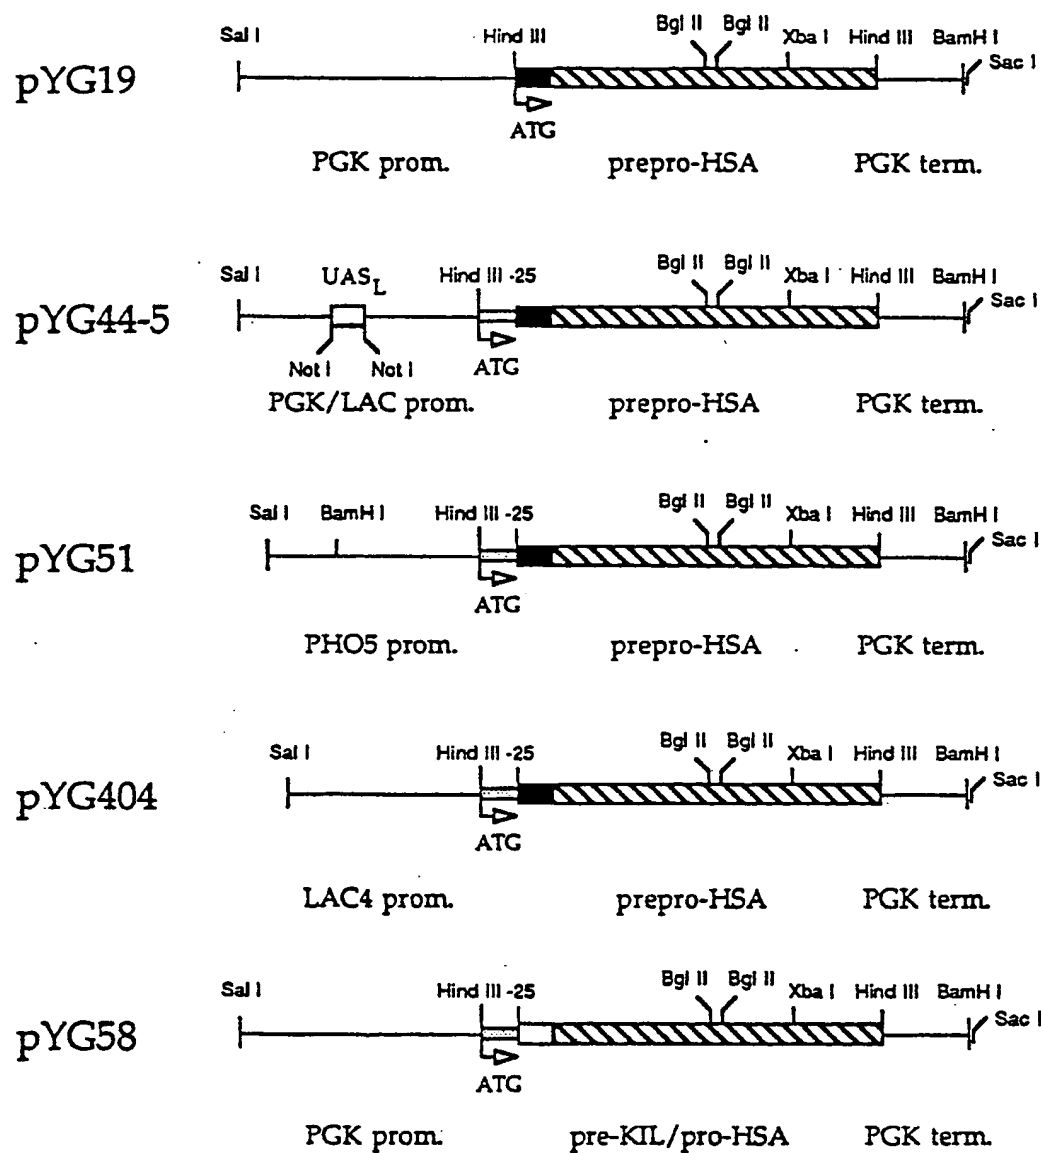 Sal I Hind III Bgl II Bgl II Xba I Hind III BamH I Sac I
pYG19
ATG
PGK prom. prepro-HSA PGK term.
Sal I UAS L Hind III -25 Bgl II Bgl II Xba I Hind III BamH I Sac I
pYG44-5
Not I Not I ATG
PGK/LAC prom. prepro-HSA PGK term.
Sal I BamH I Hind III -25 Bgl II Bgl II Xba I Hind III BamH I Sac I
pYG51
ATG
PHO5 prom. prepro-HSA PGK term.
Sal I Hind III -25 Bgl II Bgl II Xba I Hind III BamH I Sac I
pYG404
ATG
LAC4 prom. prepro-HSA PGK term.
Sal I Hind III -25 Bgl II Bgl II Xba I Hind III BamH I Sac I
pYG58
ATG
PGK prom. pre-KIL/pro-HSA PGK term.